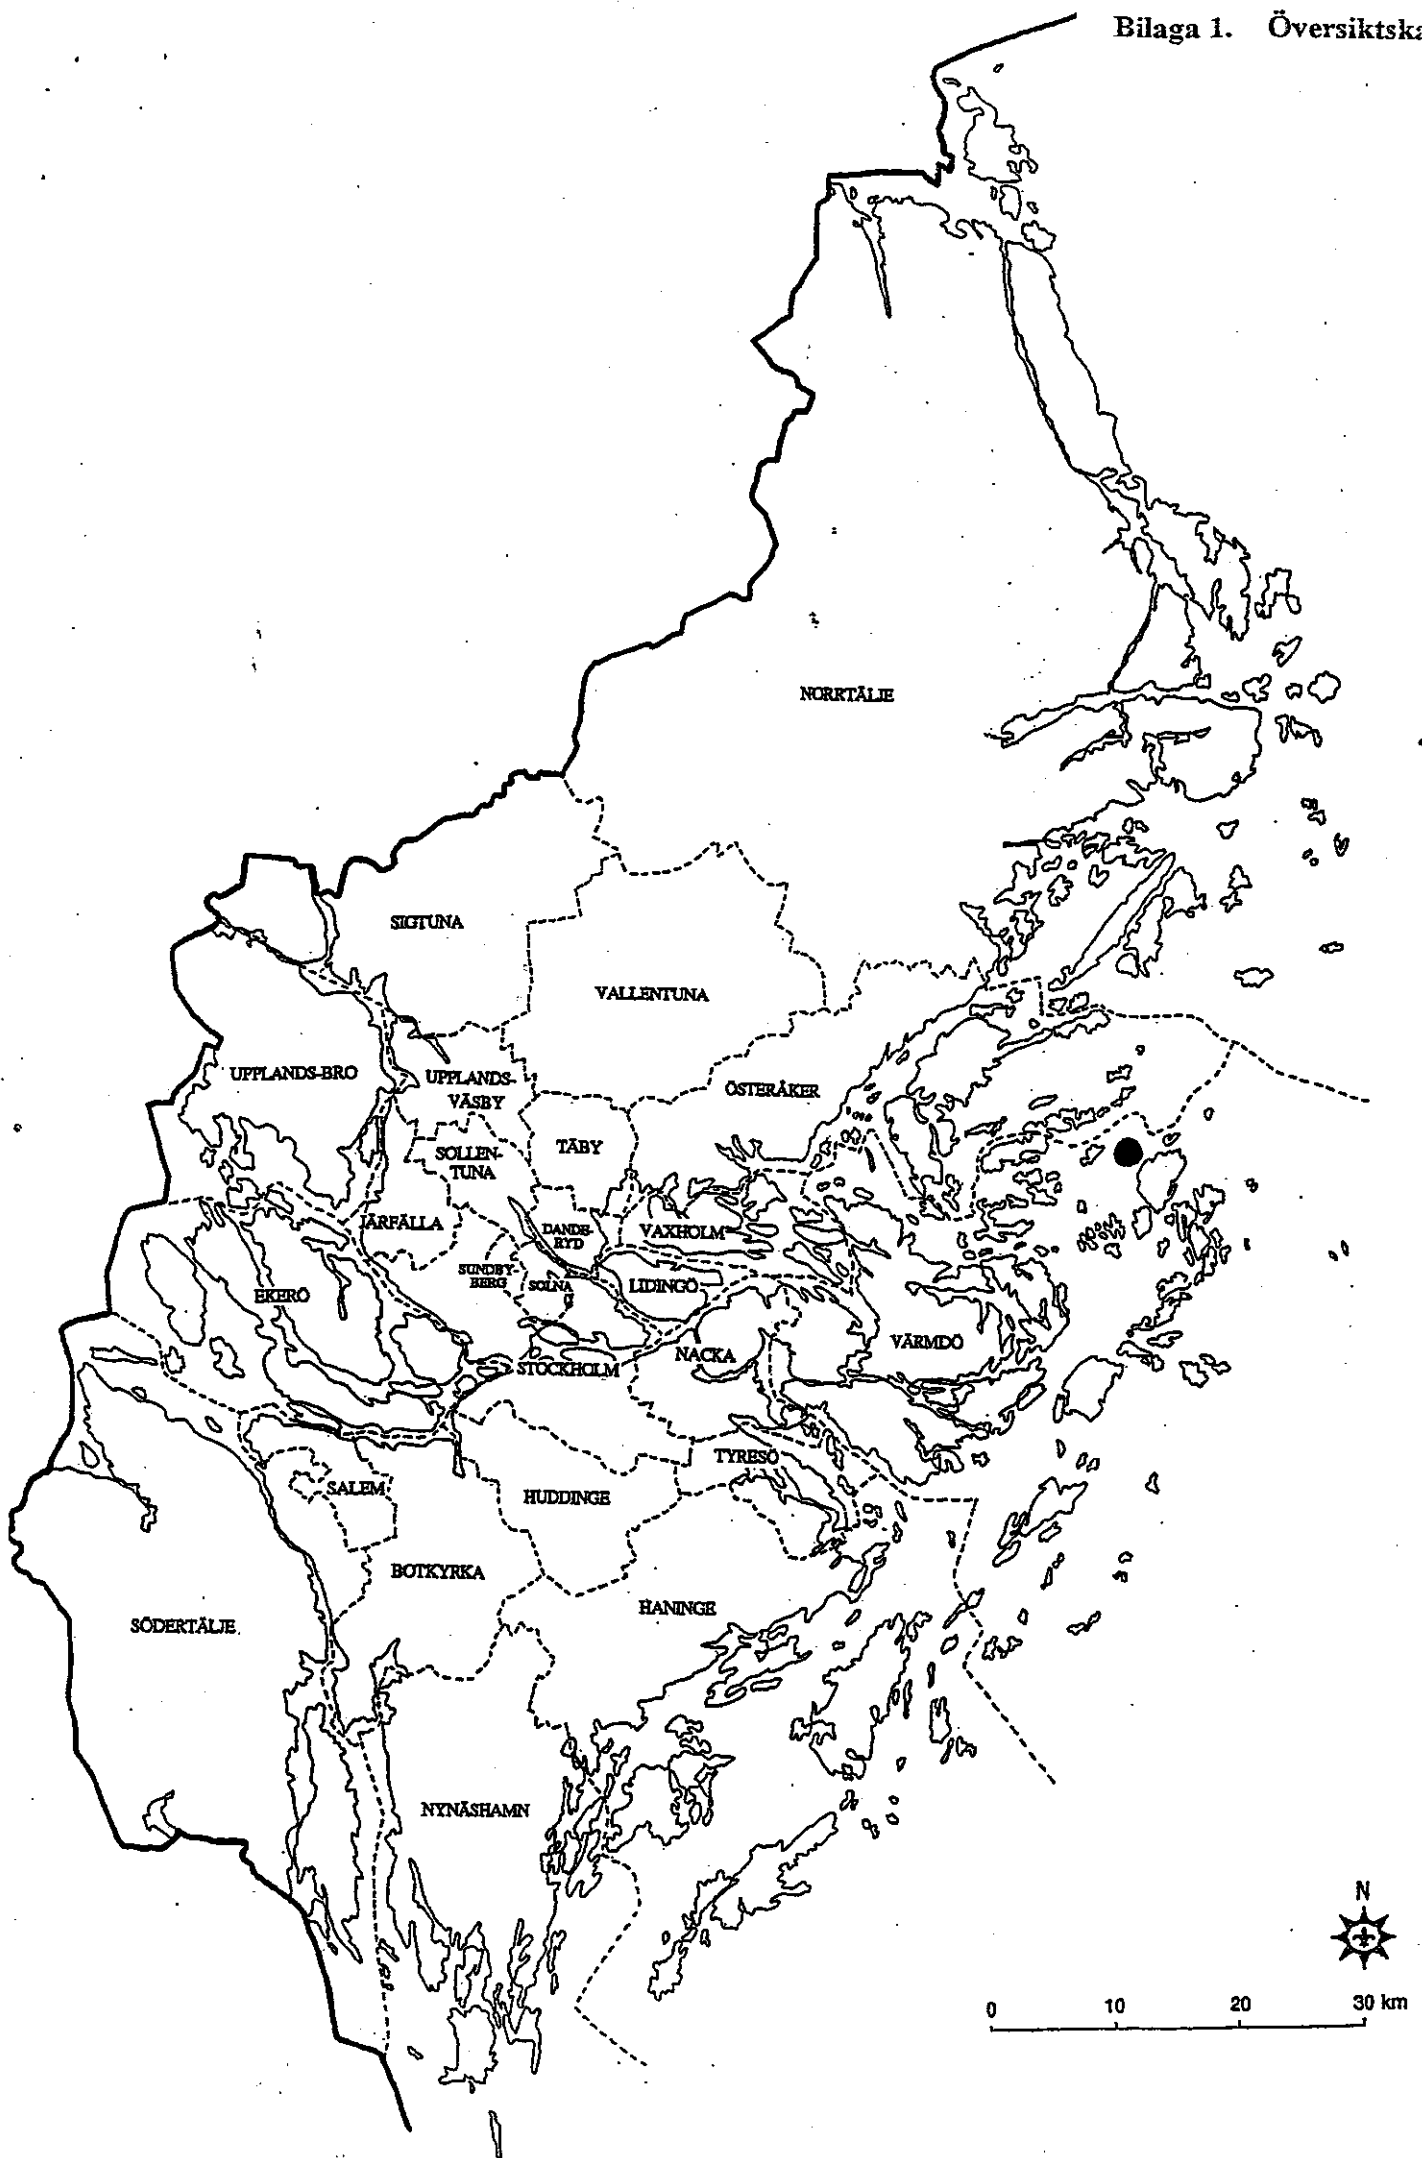 Bilaga 1. Översiktska
NORRTÄLJE
SIGTUNA
VALLENTUNA
UPPLANDS-BRO
UPPLANDS-
VÄSBY
ÖSTERÅKER
SOLLEN-
TUNA
TÄBY
JÄRFÄLLA
DANDE-
RYD
VAXHOLM
SUNDBY-
BERG
SOLNA
LIDINGÖ
EKERÖ
STOCKHOLM
NACKA
VÄRMDÖ
TYRESÖ
SALEM
HUDDINGE
BOTKYRKA
HANINGE
SÖDERTÄLJE
NYNÄSHAMN
N
0 10 20 30 km